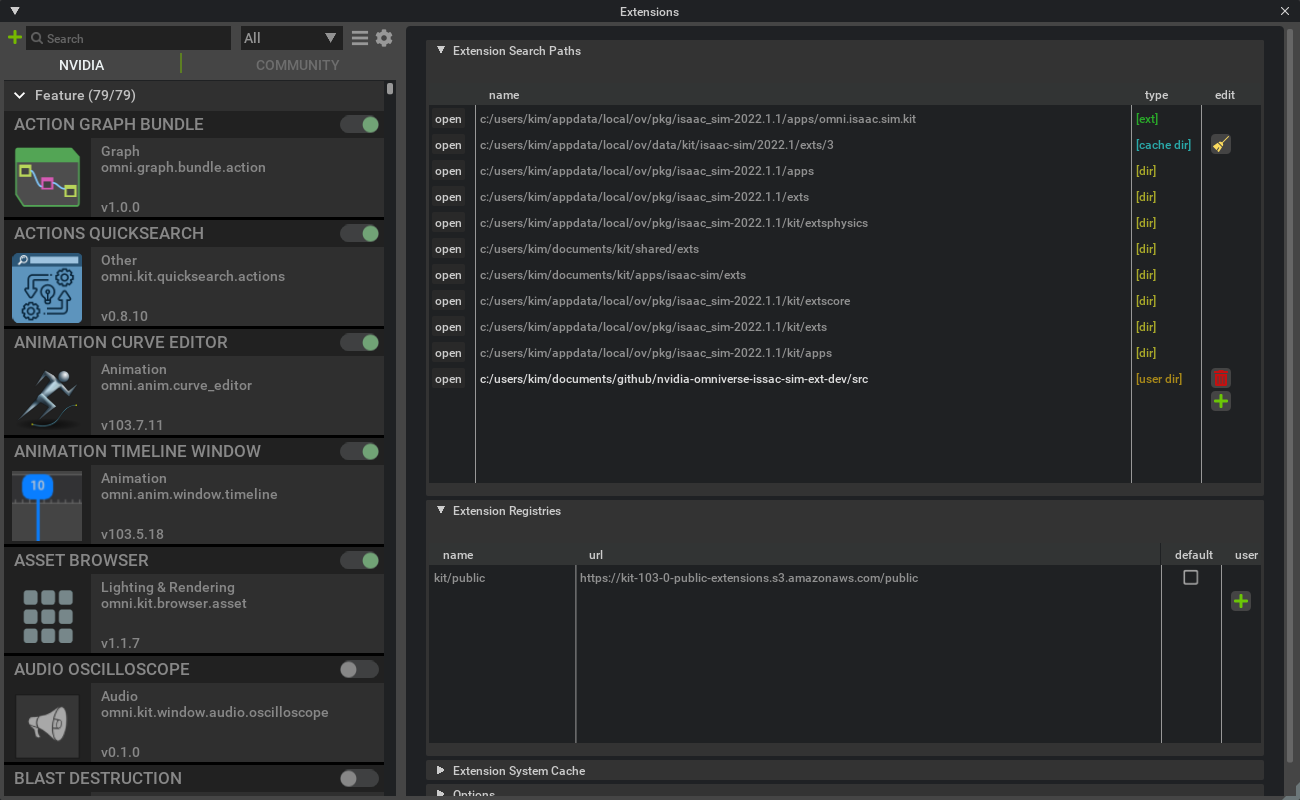 Extensions
Search
All
NVIDIA
COMMUNITY
Feature (79/79)
ACTION GRAPH BUNDLE
Graph
omni.graph.bundle.action
v1.0.0
ACTIONS QUICKSEARCH
Other
omni.kit.quicksearch.actions
v0.8.10
ANIMATION CURVE EDITOR
Animation
omni.anim.curve_editor
v103.7.11
ANIMATION TIMELINE WINDOW
10
Animation
omni.anim.window.timeline
v103.5.18
ASSET BROWSER
Lighting & Rendering
omni.kit.browser.asset
v1.1.7
AUDIO OSCILLOSCOPE
Audio
omni.kit.window.audio.oscilloscope
v0.1.0
BLAST DESTRUCTION
Extension Search Paths
name type edit
open c:/users/kim/appdata/local/ov/pkg/isaac_sim-2022.1.1/apps/omni.isaac.sim.kit [ext]
open c:/users/kim/appdata/local/ov/data/kit/isaac-sim/2022.1/exts/3 [cache dir]
open c:/users/kim/appdata/local/ov/pkg/isaac_sim-2022.1.1/apps [dir]
open c:/users/kim/appdata/local/ov/pkg/isaac_sim-2022.1.1/exts [dir]
open c:/users/kim/appdata/local/ov/pkg/isaac_sim-2022.1.1/kit/extsphysics [dir]
open c:/users/kim/documents/kit/shared/exts [dir]
open c:/users/kim/documents/kit/apps/isaac-sim/exts [dir]
open c:/users/kim/appdata/local/ov/pkg/isaac_sim-2022.1.1/kit/extscore [dir]
open c:/users/kim/appdata/local/ov/pkg/isaac_sim-2022.1.1/kit/exts [dir]
open c:/users/kim/appdata/local/ov/pkg/isaac_sim-2022.1.1/kit/apps [dir]
open c:/users/kim/documents/github/nvidia-omniverse-issac-sim-ext-dev/src [user dir]
Extension Registries
name url default user
kit/public https://kit-103-0-public-extensions.s3.amazonaws.com/public
Extension System Cache
Options